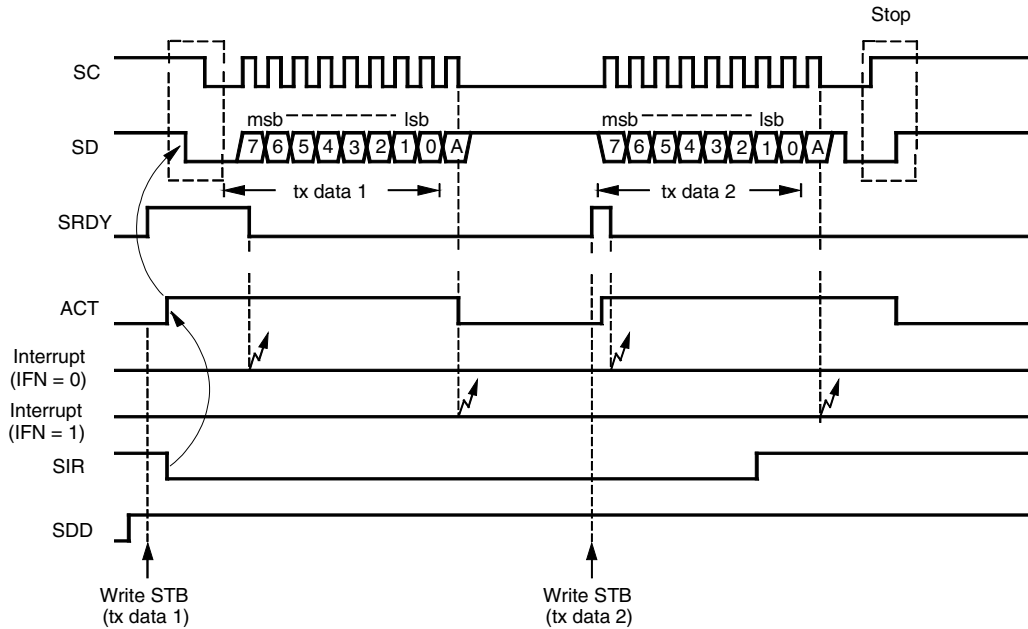 Stop
SC
msb lsb msb lsb
SD 7 6 5 4 3 2 1 0 A 7 6 5 4 3 2 1 0 A
tx data 1 tx data 2
SRDY
ACT
Interrupt
(IFN = 0)
Interrupt
(IFN = 1)
SIR
SDD
Write STB
(tx data 1)
Write STB
(tx data 2)